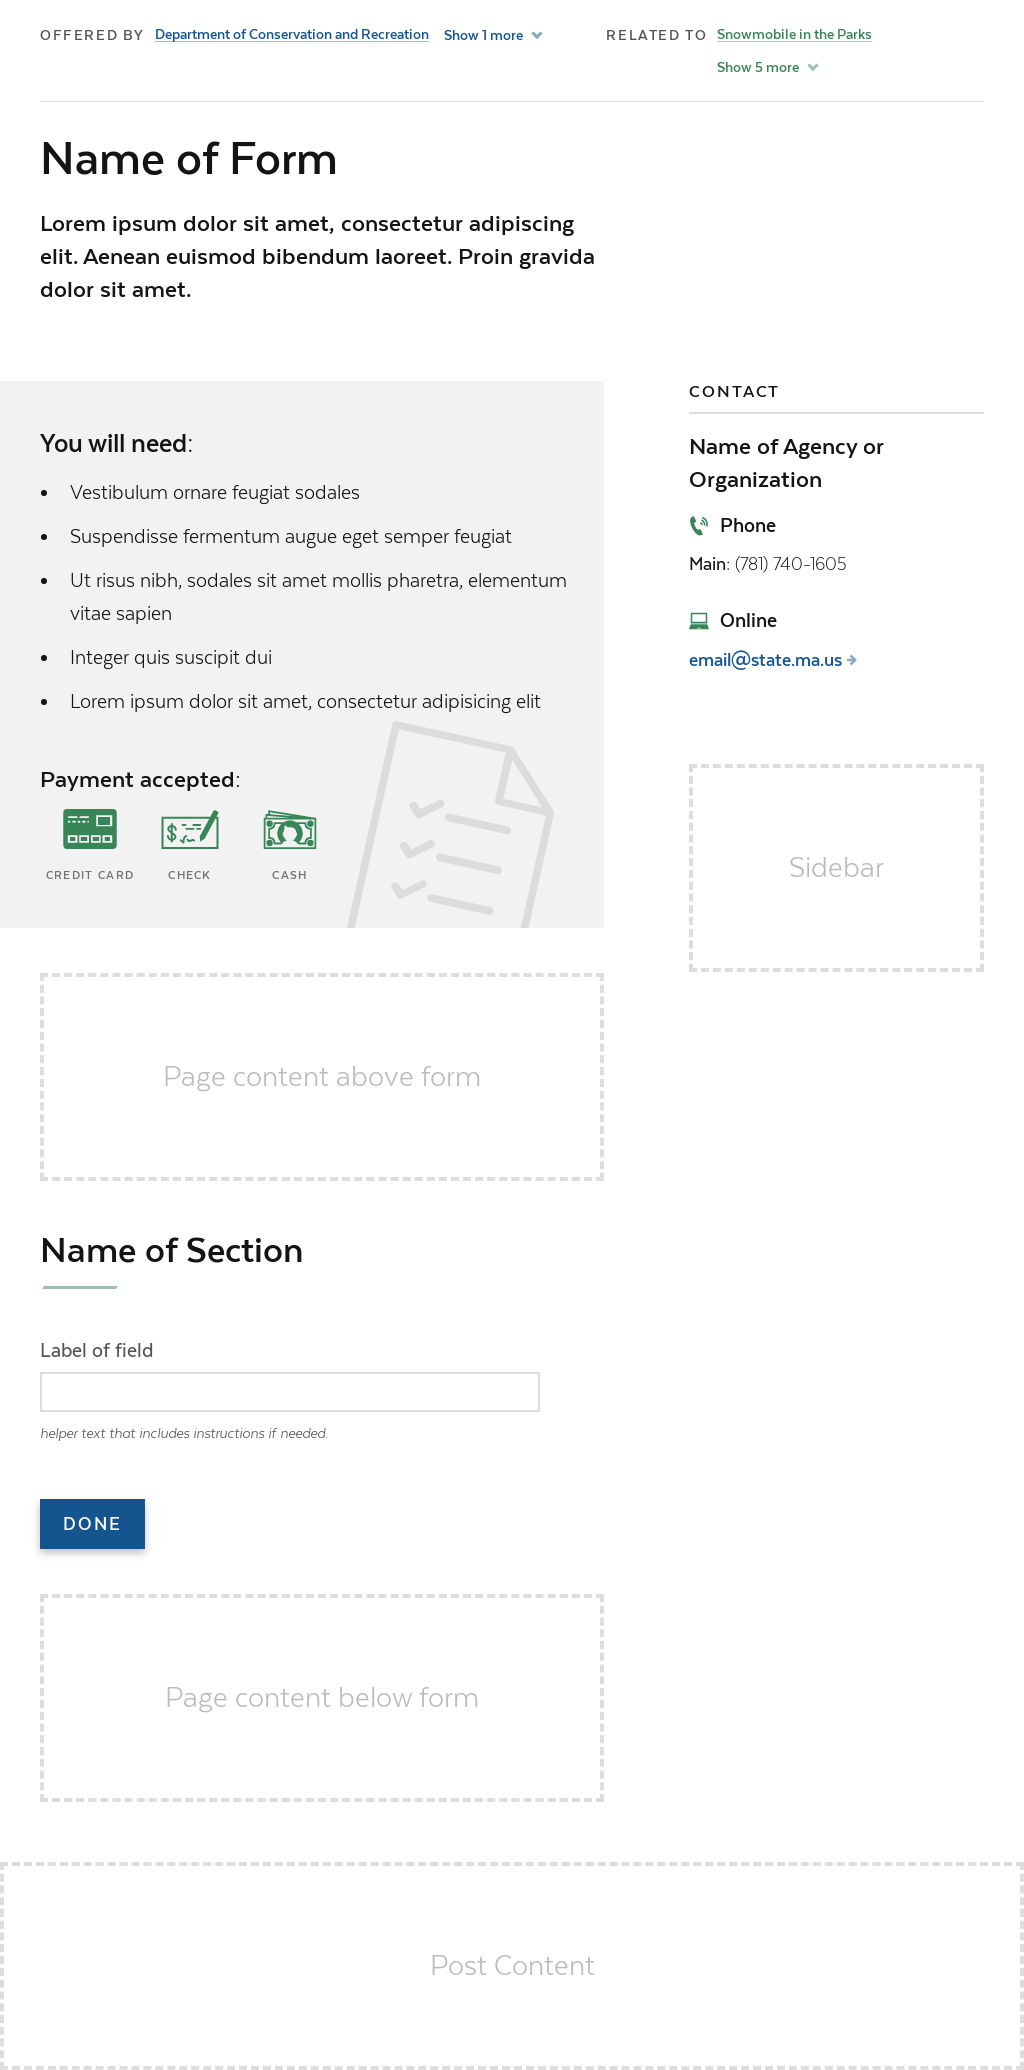 OFFERED BY Department of Conservation and Recreation Show 1 more
RELATED TO Snowmobile in the Parks
Show 5 more
Name of Form
Lorem ipsum dolor sit amet, consectetur adipiscing
elit. Aenean euismod bibendum laoreet. Proin gravida
dolor sit amet.
You will need:
Vestibulum ornare feugiat sodales
Suspendisse fermentum augue eget semper feugiat
Ut risus nibh, sodales sit amet mollis pharetra, elementum
vitae sapien
Integer quis suscipit dui
Lorem ipsum dolor sit amet, consectetur adipisicing elit
Payment accepted:
CREDIT CARD
CHECK
CASH
CONTACT
Name of Agency or
Organization
Phone
Main: (781) 740-1605
Online
email@state.ma.us
Sidebar
Page content above form
Name of Section
Label of field
helper text that includes instructions if needed.
DONE
Page content below form
Post Content